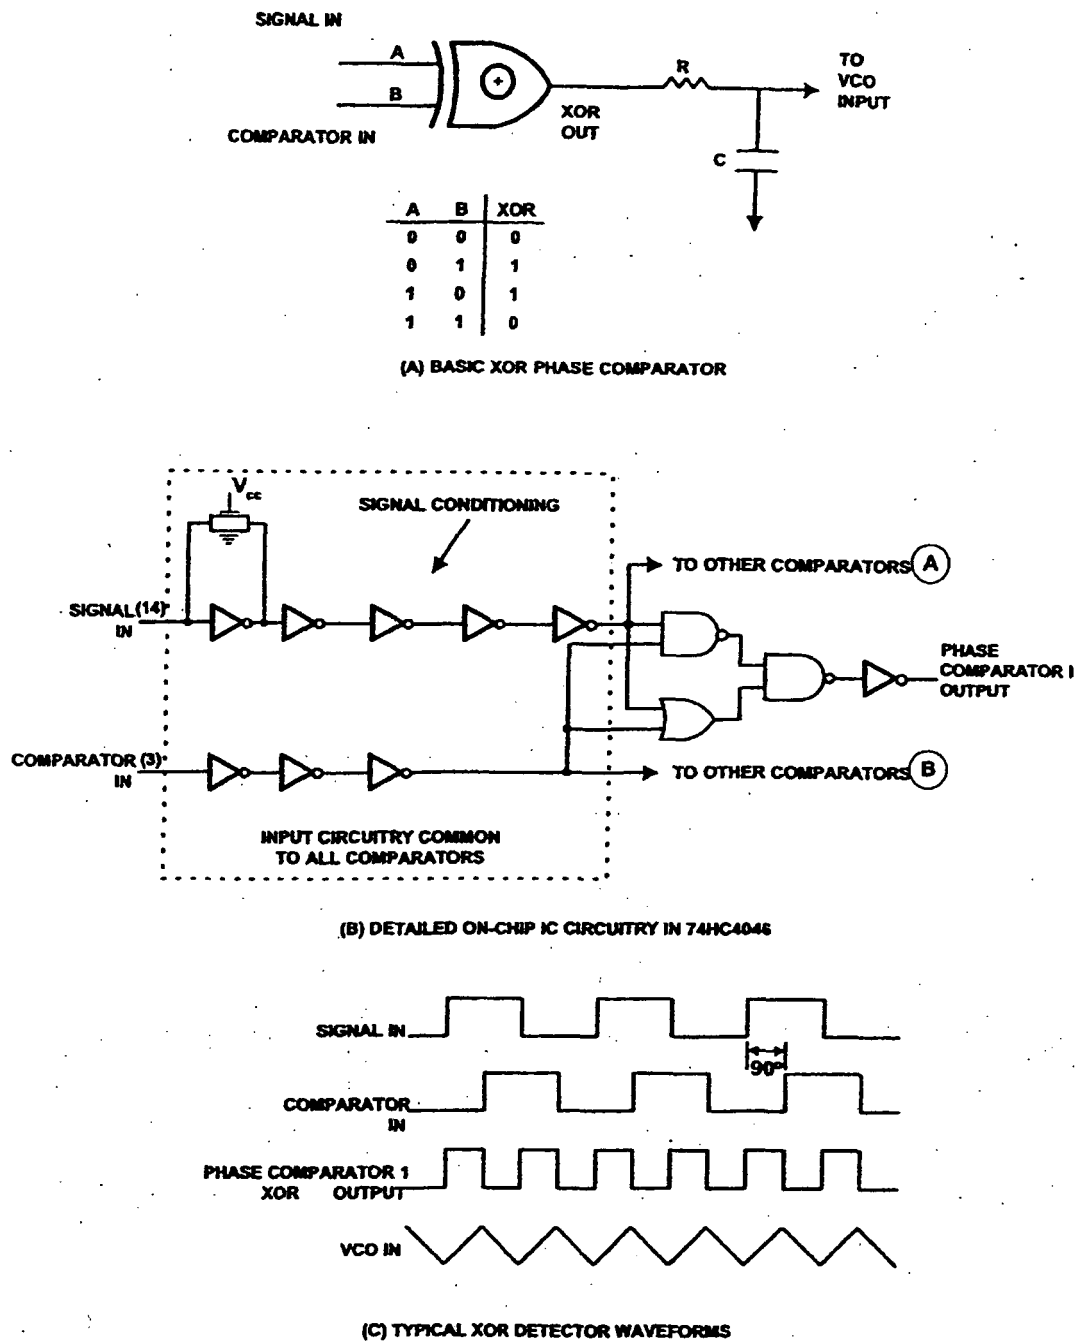 SIGNAL IN
A
B
COMPARATOR IN
XOR
OUT
R
C
TO
VCO
INPUT
A B XOR
0 0 0
0 1 1
1 0 1
1 1 0
(A) BASIC XOR PHASE COMPARATOR
Vcc
SIGNAL CONDITIONING
TO OTHER COMPARATORS A
SIGNAL (14)
IN
PHASE
COMPARATOR I
OUTPUT
COMPARATOR (3)
IN
TO OTHER COMPARATORS B
INPUT CIRCUITRY COMMON
TO ALL COMPARATORS
(B) DETAILED ON-CHIP IC CIRCUITRY IN 74HC4046
SIGNAL IN
90°
COMPARATOR
IN
PHASE COMPARATOR 1
XOR OUTPUT
VCO IN
(C) TYPICAL XOR DETECTOR WAVEFORMS